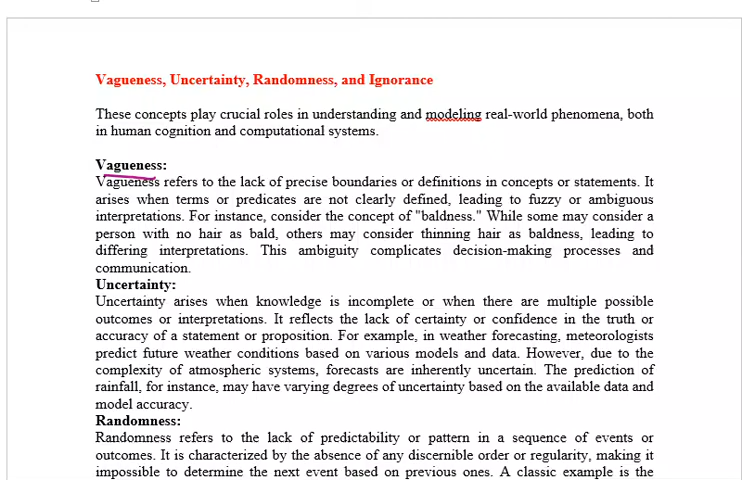 Vagueness, Uncertainty, Randomness, and Ignorance
These concepts play crucial roles in understanding and modeling real-world phenomena, both
in human cognition and computational systems.
Vagueness:
Vagueness refers to the lack of precise boundaries or definitions in concepts or statements. It
arises when terms or predicates are not clearly defined, leading to fuzzy or ambiguous
interpretations. For instance, consider the concept of "baldness." While some may consider a
person with no hair as bald, others may consider thinning hair as baldness, leading to
differing interpretations. This ambiguity complicates decision-making processes and
communication.
Uncertainty:
Uncertainty arises when knowledge is incomplete or when there are multiple possible
outcomes or interpretations. It reflects the lack of certainty or confidence in the truth or
accuracy of a statement or proposition. For example, in weather forecasting, meteorologists
predict future weather conditions based on various models and data. However, due to the
complexity of atmospheric systems, forecasts are inherently uncertain. The prediction of
rainfall, for instance, may have varying degrees of uncertainty based on the available data and
model accuracy.
Randomness:
Randomness refers to the lack of predictability or pattern in a sequence of events or
outcomes. It is characterized by the absence of any discernible order or regularity, making it
impossible to determine the next event based on previous ones. A classic example is the